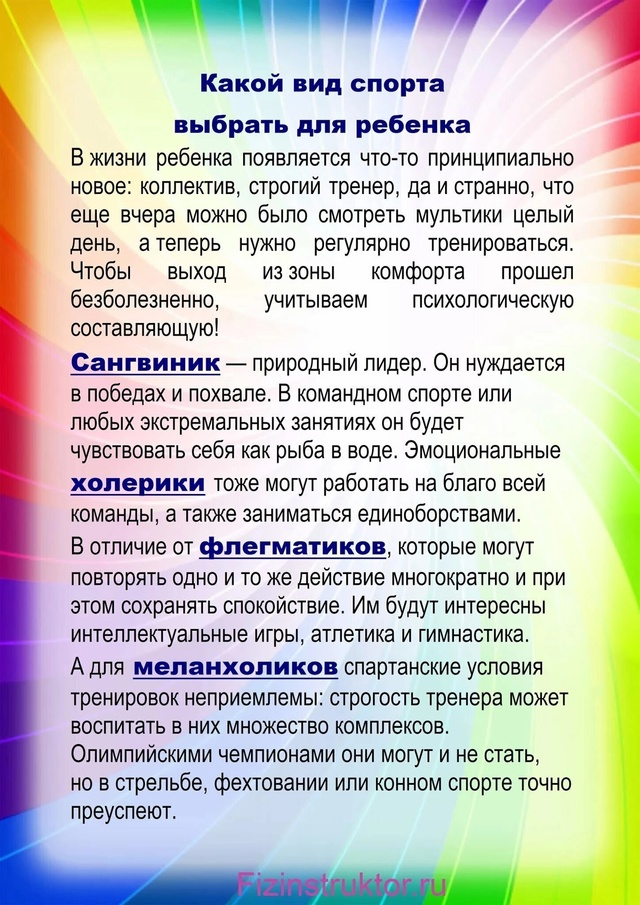 Какой вид спорта
выбрать для ребенка
В жизни ребенка появляется что-то принципиально
новое: коллектив, строгий тренер, да и странно, что
еще вчера можно было смотреть мультики целый
день, а теперь нужно регулярно тренироваться.
Чтобы выход из зоны комфорта прошел
безболезненно, учитываем психологическую
составляющую!
Сангвиник — природный лидер. Он нуждается
в победах и похвале. В командном спорте или
любых экстремальных занятиях он будет
чувствовать себя как рыба в воде. Эмоциональные
холерики тоже могут работать на благо всей
команды, а также заниматься единоборствами.
В отличие от флегматиков, которые могут
повторять одно и то же действие многократно и при
этом сохранять спокойствие. Им будут интересны
интеллектуальные игры, атлетика и гимнастика.
А для меланхоликов спартанские условия
тренировок неприемлемы: строгость тренера может
воспитать в них множество комплексов.
Олимпийскими чемпионами они могут и не стать,
но в стрельбе, фехтовании или конном спорте точно
преуспеют.
Fizinstruktor.ru